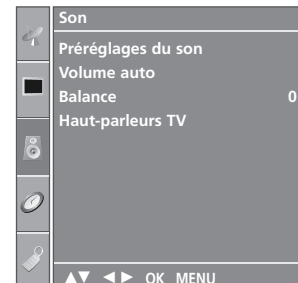 Son
Préréglages du son
Volume auto
Balance 0
Haut-parleurs TV
▲▼ ◄► OK MENU